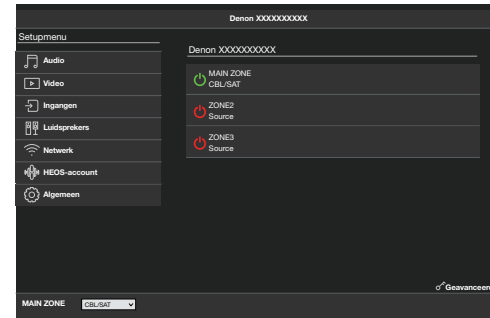 Denon XXXXXXXXXX
Setupmenu
Audio
Video
Ingangen
Luidsprekers
Netwerk
HEOS-account
Algemeen
Denon XXXXXXXXXX
MAIN ZONE
CBL/SAT
ZONE2
Source
ZONE3
Source
Geavanceen
MAIN ZONE CBL/SAT